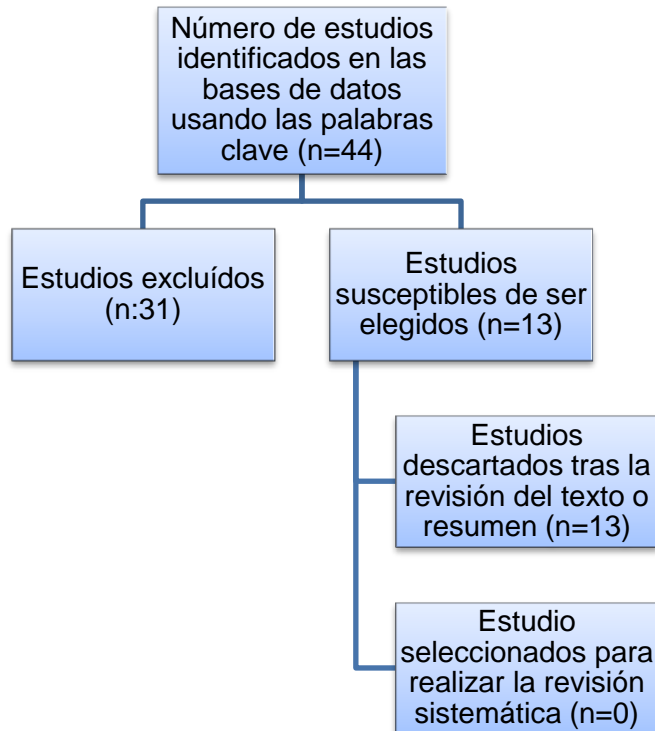 Número de estudios
identificados en las
bases de datos
usando las palabras
clave (n=44)
Estudios excluídos
(n:31)
Estudios
susceptibles de ser
elegidos (n=13)
Estudios
descartados tras la
revisión del texto o
resumen (n=13)
Estudio
seleccionados para
realizar la revisión
sistemática (n=0)